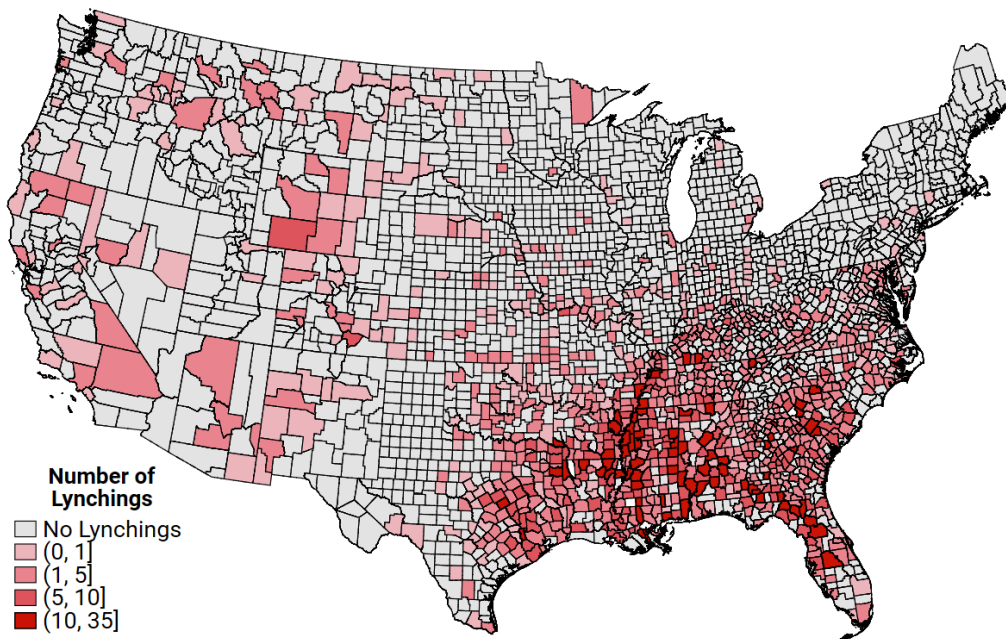 Number of
Lynchings
No Lynchings
(0, 1]
(1, 5]
(5, 10]
(10, 35]